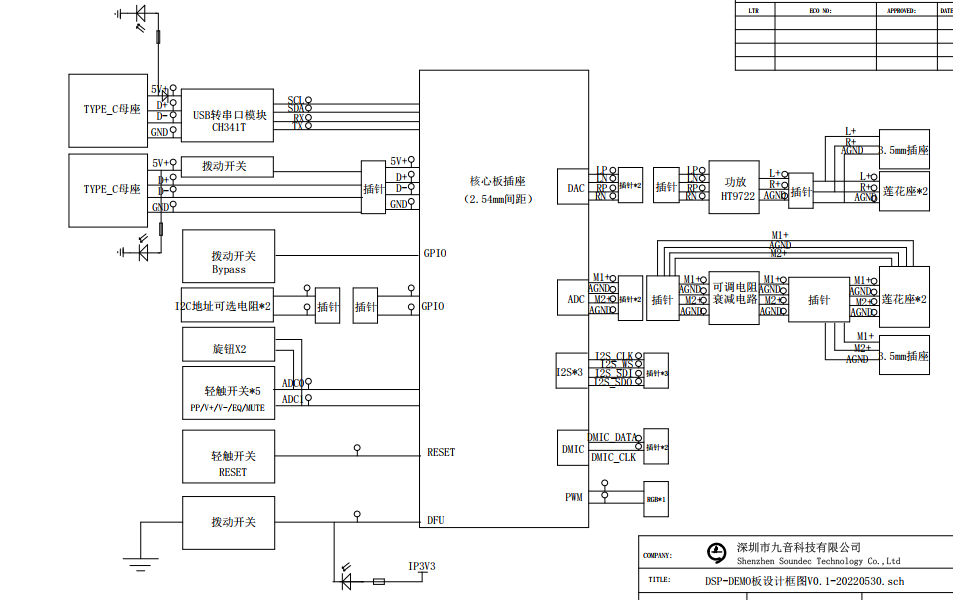 LTR ECO NO: APPROVED: DATE
TYPE_C母座
5V+
D+
D-
GND
USB转串口模块
CH341T
SCL
SDA
RX
TX
TYPE_C母座
5V+
D+
D-
GND
拨动开关
插针
5V+
D+
D-
GND
核心板插座
(2.54mm间距)
拨动开关
Bypass
GPIO
I2C地址可选电阻*2
插针
插针
GPIO
旋钮X2
轻触开关*5
PP/V+/V-/EQ/MUTE
ADC0
ADC1
轻触开关
RESET
RESET
拨动开关
DFU
IP3V3
DAC
LP
LN
RP
RN
插针*2
插针
LP
LN
RP
RN
功放
HT9722
L+
R+
AGND
插针
L+
R+
AGND
3.5mm插座
L+
R+
AGND
莲花座*2
M1+
AGND
M2+
ADC
M1+
AGND
M2+
AGND
插针*2
插针
M1+
AGND
M2+
AGND
可调电阻
衰减电路
M1+
AGND
M2+
AGND
插针
M1+
AGND
M2+
AGND
莲花座*2
M1+
M2+
AGND
3.5mm插座
I2S*3
I2S_CLK
I2S_WS
I2S_SDI
I2S_SDO
插针*3
DMIC
DMIC_DATA
DMIC_CLK
插针*2
PWM
RGB*1
COMPANY:
深圳市九音科技有限公司
Shenzhen Soundec Technology Co.,Ltd
TITLE:
DSP-DEMO板设计框图V0.1-20220530.sch